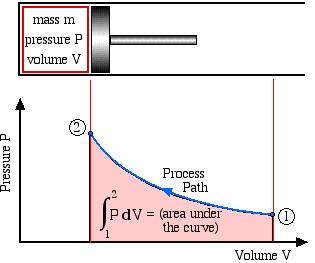 mass m
pressure P
volume V
Pressure P
②
Process
Path
∫₁² P dV = (area under
the curve)
①
Volume V